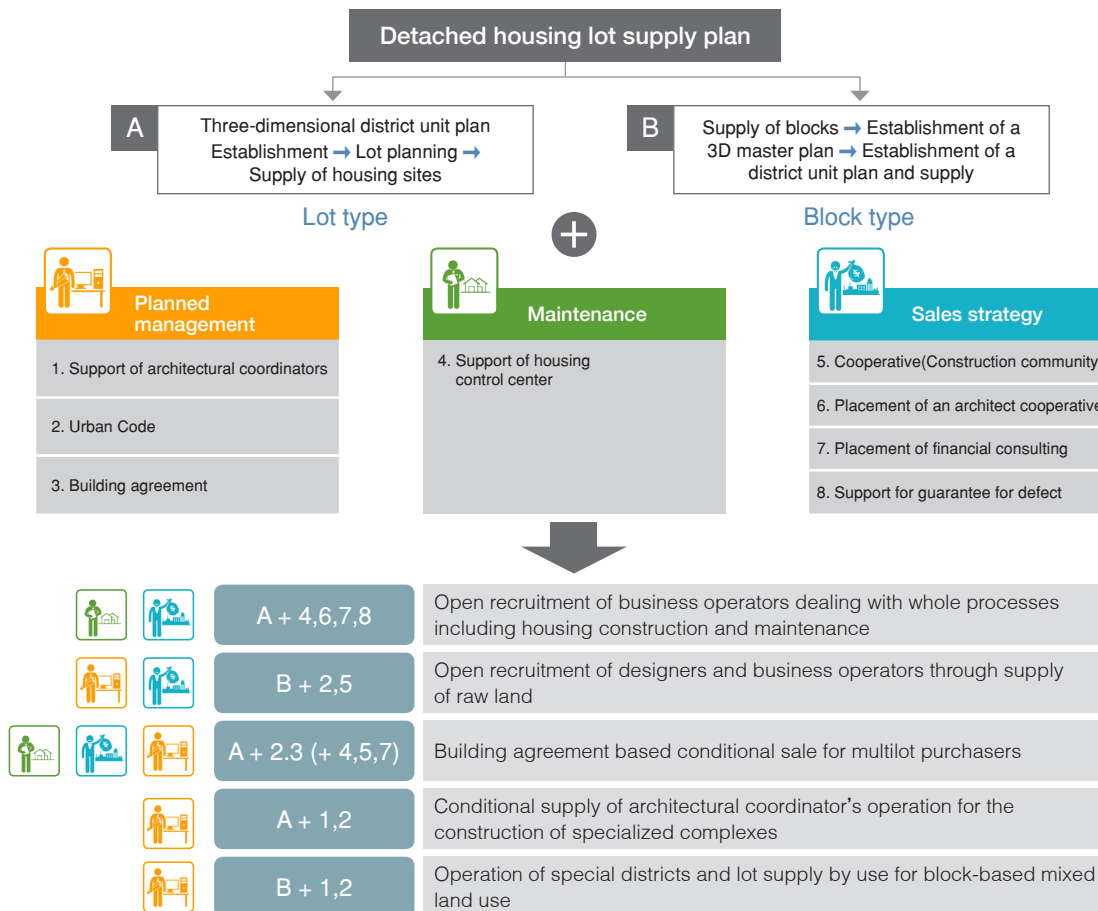 Detached housing lot supply plan
A
Three-dimensional district unit plan
Establishment → Lot planning →
Supply of housing sites
Lot type
B
Supply of blocks → Establishment of a
3D master plan → Establishment of a
district unit plan and supply
Block type
+
Planned
management
1. Support of architectural coordinators
2. Urban Code
3. Building agreement
Maintenance
4. Support of housing
control center
Sales strategy
5. Cooperative(Construction community
6. Placement of an architect cooperative
7. Placement of financial consulting
8. Support for guarantee for defect
A + 4,6,7,8
Open recruitment of business operators dealing with whole processes
including housing construction and maintenance
B + 2,5
Open recruitment of designers and business operators through supply
of raw land
A + 2.3 (+ 4,5,7)
Building agreement based conditional sale for multilot purchasers
A + 1,2
Conditional supply of architectural coordinator's operation for the
construction of specialized complexes
B + 1,2
Operation of special districts and lot supply by use for block-based mixed
land use